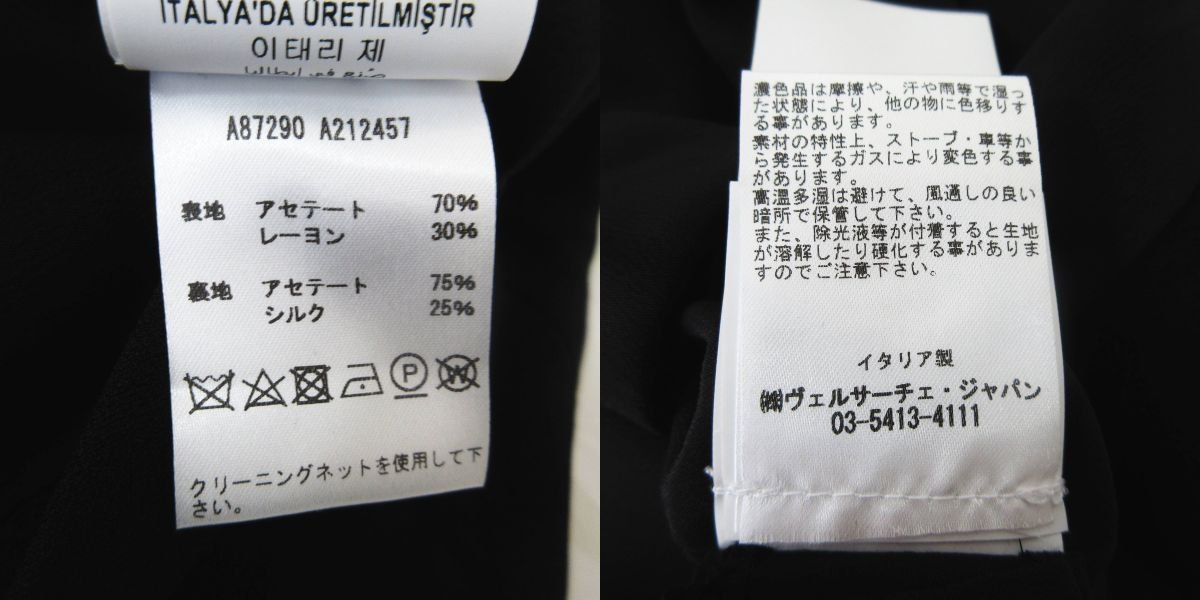 İTALYA'DA ÜRETİLMİŞTİR
이태리 제
A87290 A212457
表地 アセテート 70%
レーヨン 30%
裏地 アセテート 75%
シルク 25%
P W
クリーニングネットを使用して下
さい。
濃色品は摩擦や、汗や雨等で湿っ
た状態により、他の物に色移りす
る事があります。
素材の特性上、ストーブ・車等か
ら発生するガスにより変色する事
があります。
高温多湿は避けて、風通しの良い
暗所で保管して下さい。
また、除光液等が付着すると生地
が溶解したり硬化する事がありま
すのでご注意下さい。
イタリア製
㈱ヴェルサーチェ・ジャパン
03-5413-4111